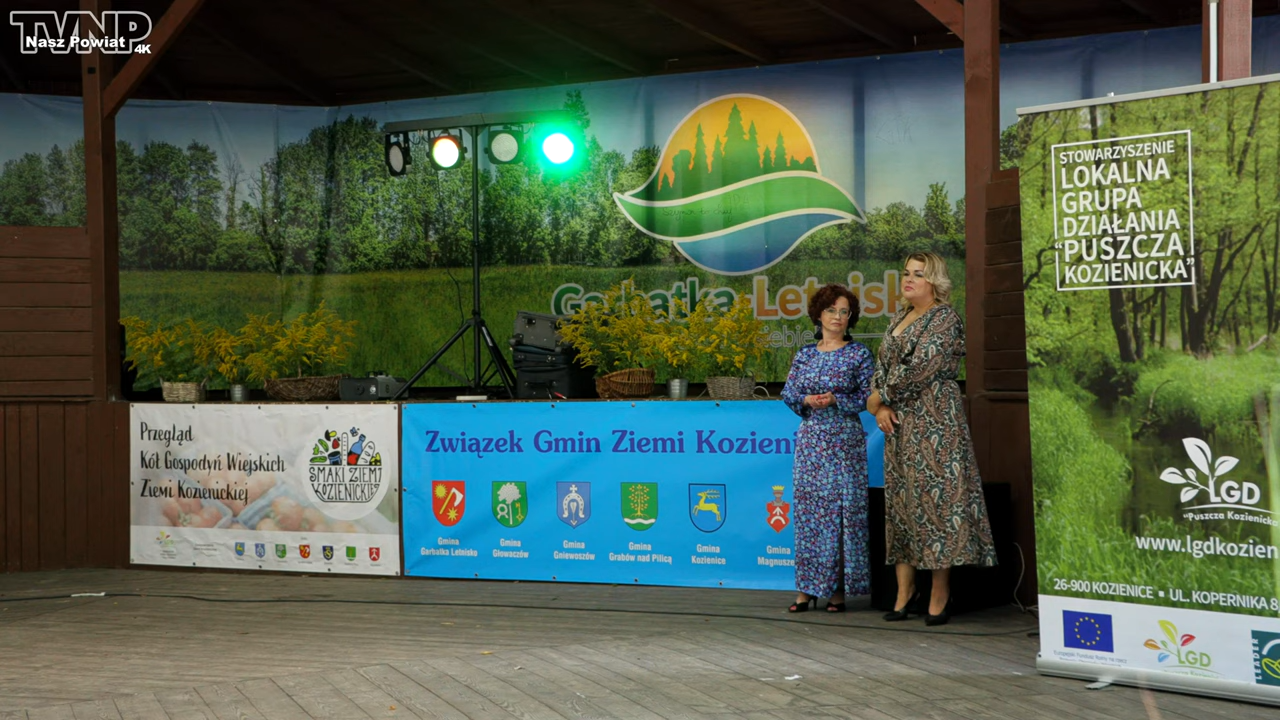 TVNP
Nasz Powiat 4K
Garbatka-Letnisko
STOWARZYSZENIE
LOKALNA
GRUPA
DZIAŁANIA
“PUSZCZA
KOZIENICKA”
Przegląd
Kół Gospodyń Wiejskich
Ziemi Kozienickiej
SMAKI ZIEMI
KOZIENICKIEJ
Związek Gmin Ziemi Kozieni
Gmina
Garbatka Letnisko
Gmina
Głowaczów
Gmina
Gniewoszów
Gmina
Grabów nad Pilicą
Gmina
Kozienice
Gmina
Magnusze
LGD
"Puszcza Kozienicka
www.lgdkozien
26-900 KOZIENICE ▪ UL. KOPERNIKA 8
LGD
LEADER